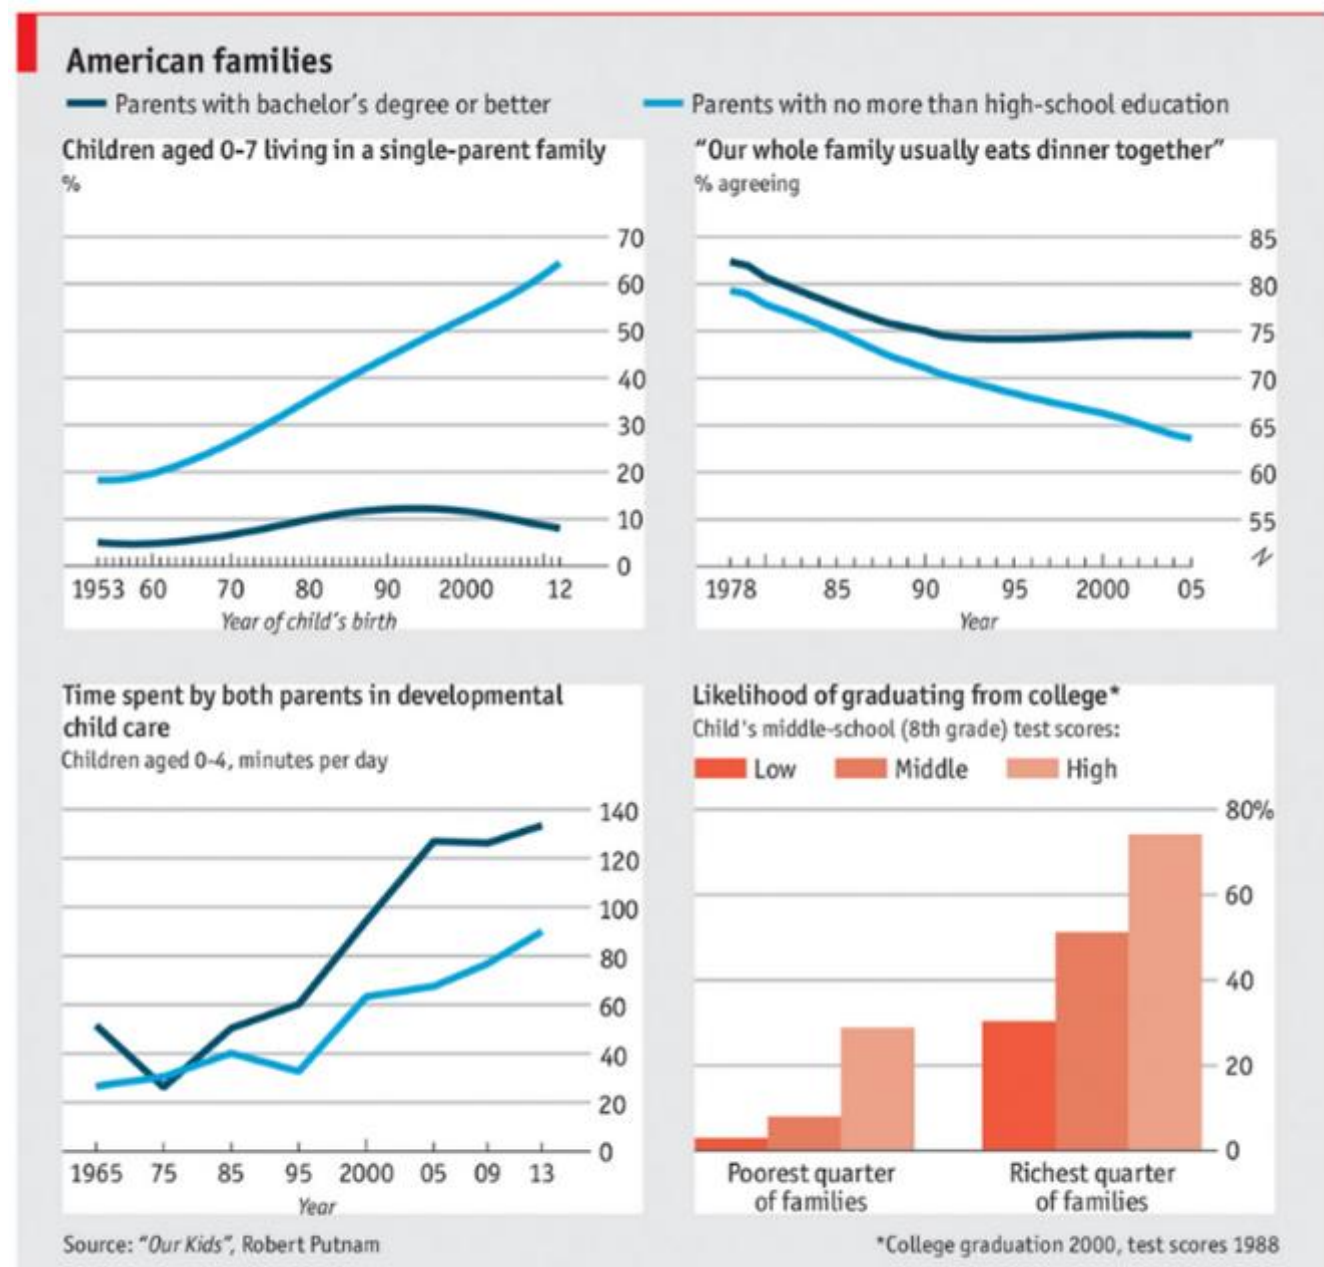 American families
Parents with bachelor's degree or better
Parents with no more than high-school education
Children aged 0-7 living in a single-parent family
%
70
60
50
40
30
20
10
0
1953 60 70 80 90 2000 12
Year of child's birth
"Our whole family usually eats dinner together"
% agreeing
85
80
75
70
65
60
55
1978 85 90 95 2000 05
Year
Time spent by both parents in developmental
child care
Children aged 0-4, minutes per day
140
120
100
80
60
40
20
0
1965 75 85 95 2000 05 09 13
Year
Likelihood of graduating from college*
Child's middle-school (8th grade) test scores:
Low Middle High
80%
60
40
20
0
Poorest quarter
of families
Richest quarter
of families
Source: "Our Kids", Robert Putnam
*College graduation 2000, test scores 1988